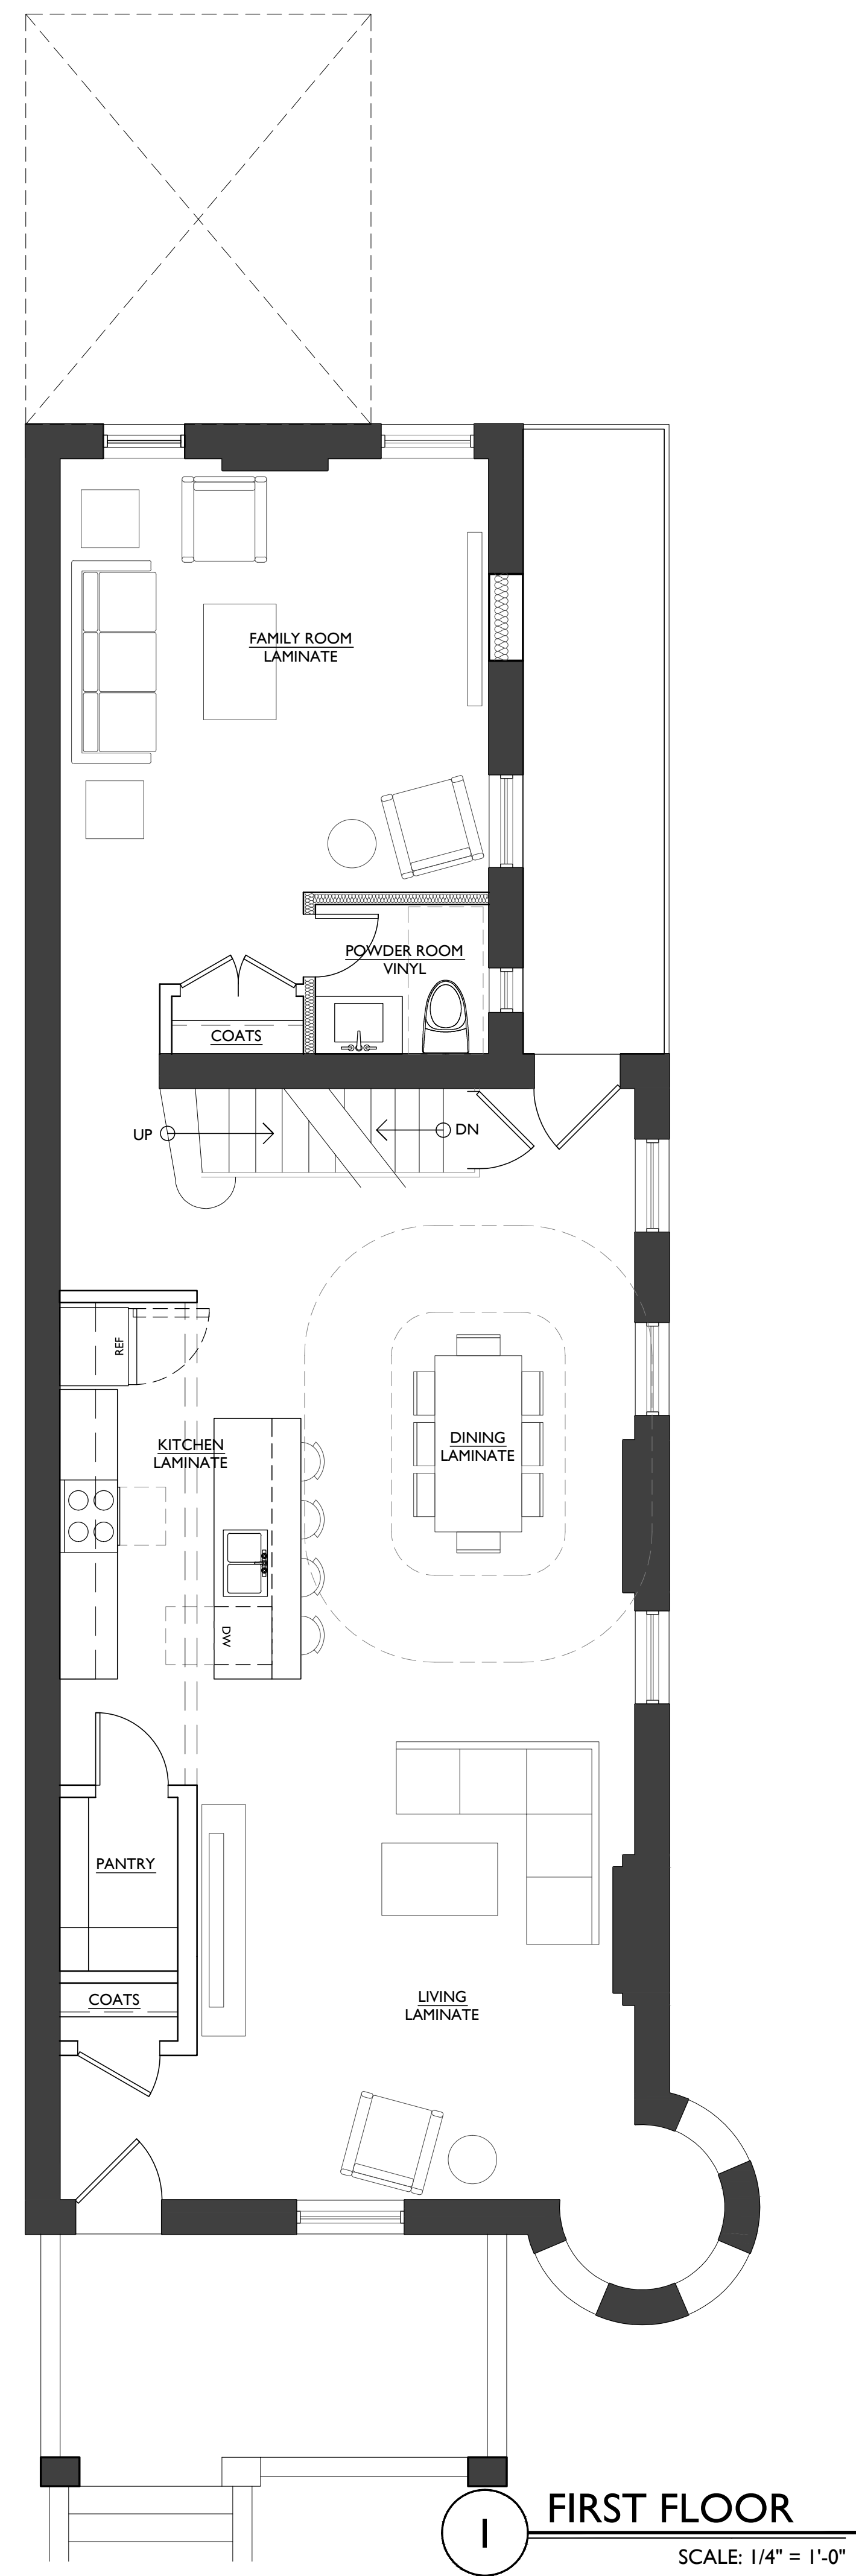 FAMILY ROOM
LAMINATE
POWDER ROOM
VINYL
COATS
UP
DN
REF
KITCHEN
LAMINATE
DINING
LAMINATE
DW
PANTRY
COATS
LIVING
LAMINATE
1
FIRST FLOOR
SCALE: 1/4" = 1'-0"